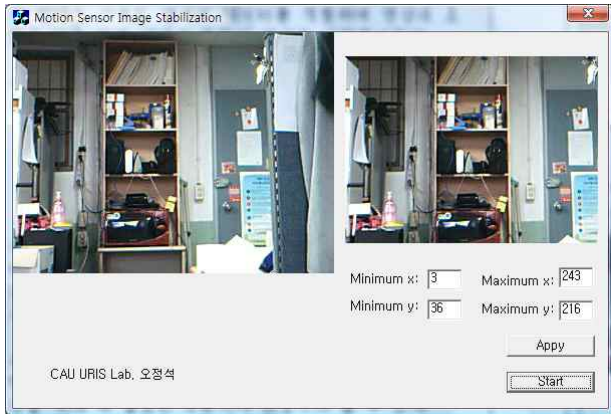 Motion Sensor Image Stabilization
Minimum x: 3
Maximum x: 243
Minimum y: 36
Maximum y: 216
Appy
CAU URIS Lab, 오정석
Start